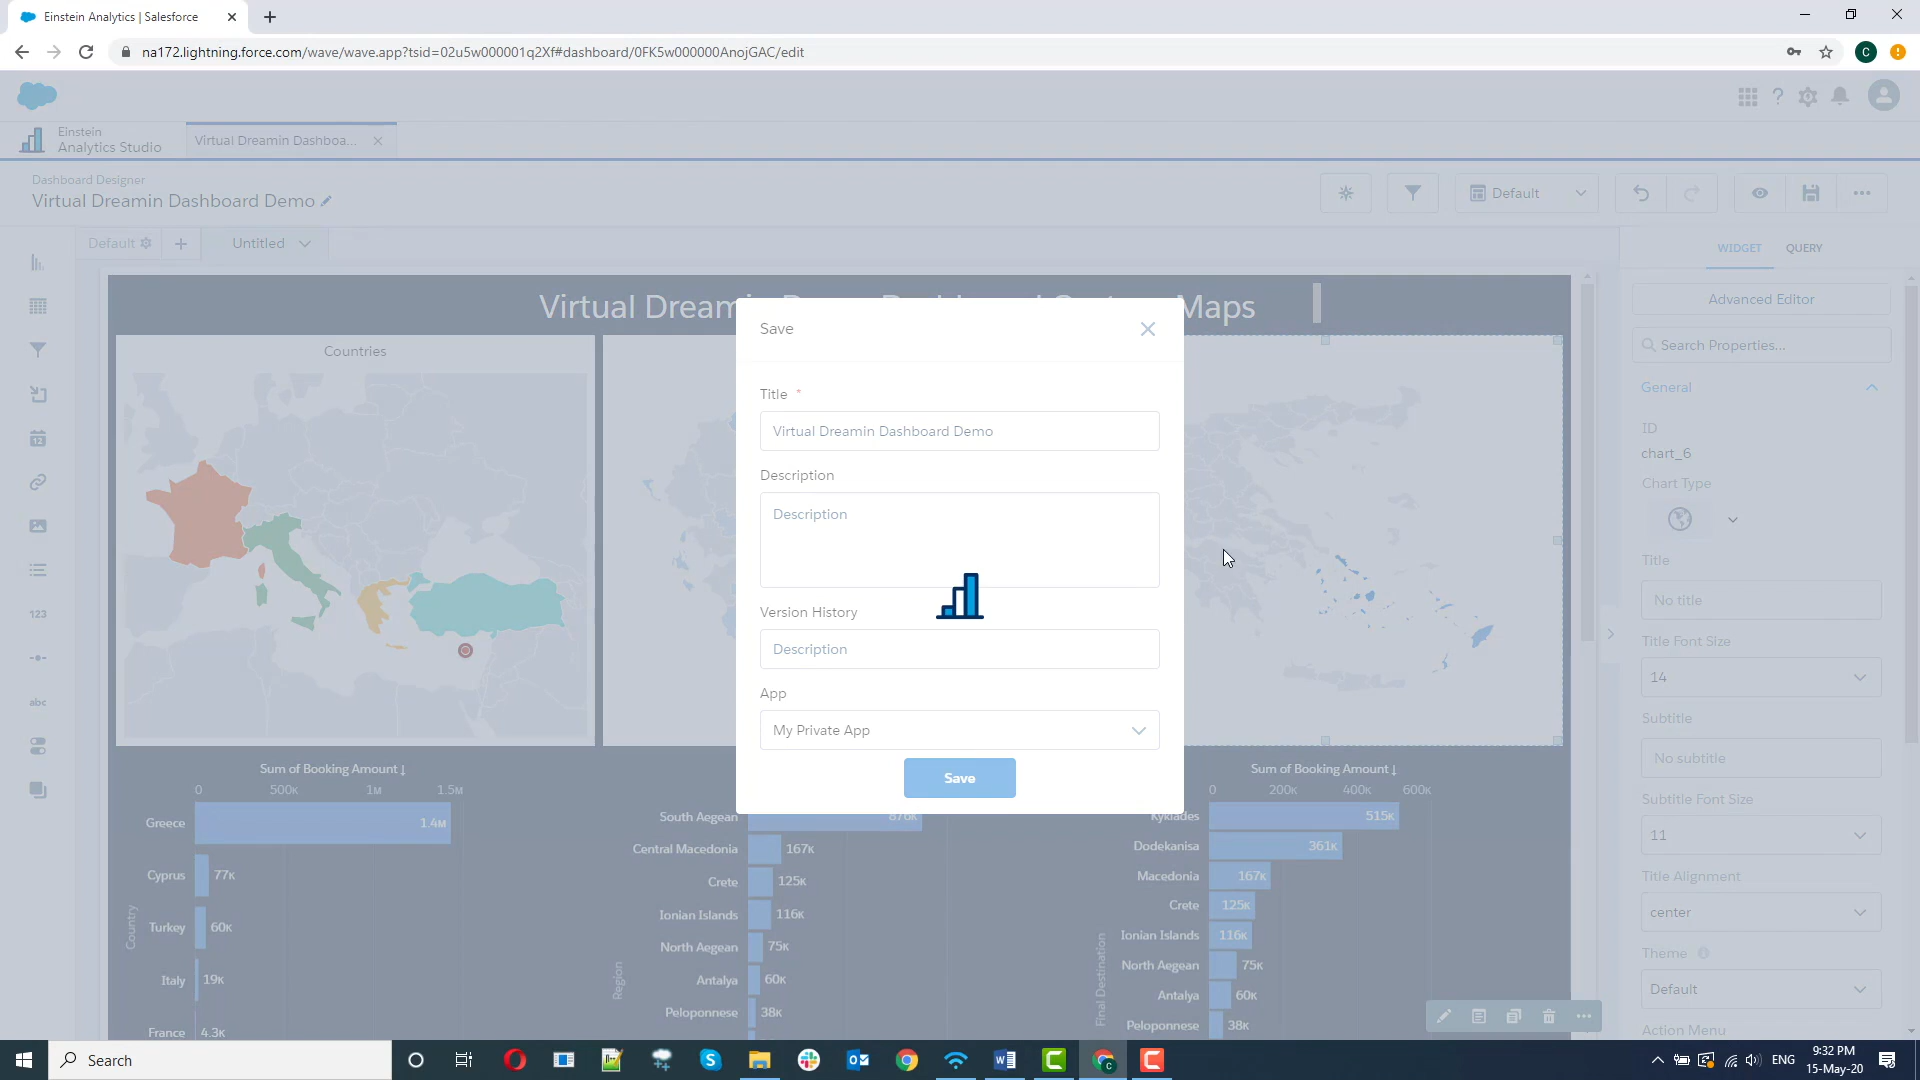 Einstein Analytics | Salesforce
na172.lightning.force.com/wave/wave.app?tsid=02u5w000001q2Xf#dashboard/0FK5w000000AnojGAC/edit
C
Einstein
Analytics Studio
Virtual Dreamin Dashboa...
Dashboard Designer
Virtual Dreamin Dashboard Demo
Default
Default
Untitled
WIDGET
QUERY
Virtual Dreamin
Maps
Advanced Editor
Search Properties...
General
ID
chart_6
Chart Type
Title
No title
Title Font Size
14
Subtitle
No subtitle
Subtitle Font Size
11
Title Alignment
center
Theme
Default
Action Menu
12
123
abc
Countries
Save
Title *
Virtual Dreamin Dashboard Demo
Description
Description
Version History
Description
App
My Private App
Save
Sum of Booking Amount ↓
0 500K 1M 1.5M
Country
Greece 1.4M
Cyprus 77K
Turkey 60K
Italy 19K
France 4.3K
Region
South Aegean 876K
Central Macedonia 167K
Crete 125K
Ionian Islands 116K
North Aegean 75K
Antalya 60K
Peloponnese 38K
Sum of Booking Amount ↓
0 200K 400K 600K
Final Destination
Kyklades 515K
Dodekanisa 361K
Macedonia 167K
Crete 125K
Ionian Islands 116K
North Aegean 75K
Antalya 60K
Peloponnese 38K
Search
ENG
9:32 PM
15-May-20